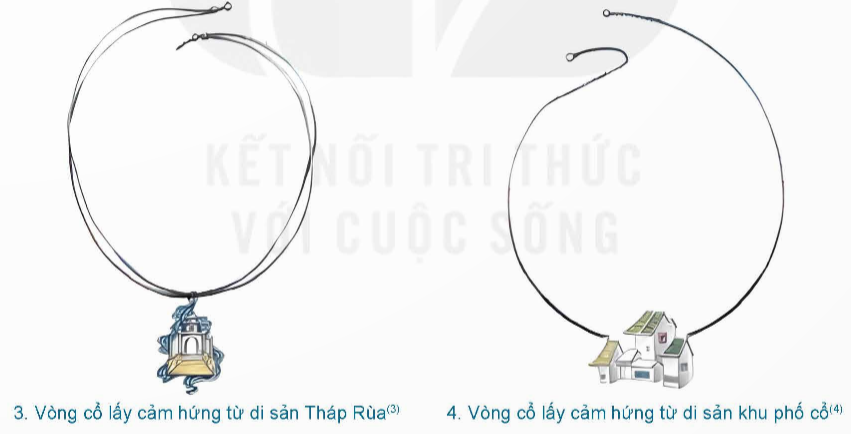 KẾT NỐI TRI THỨC
VỚI CUỘC SỐNG
3. Vòng cổ lấy cảm hứng từ di sản Tháp Rùa⁽³⁾
4. Vòng cổ lấy cảm hứng từ di sản khu phố cổ⁽⁴⁾